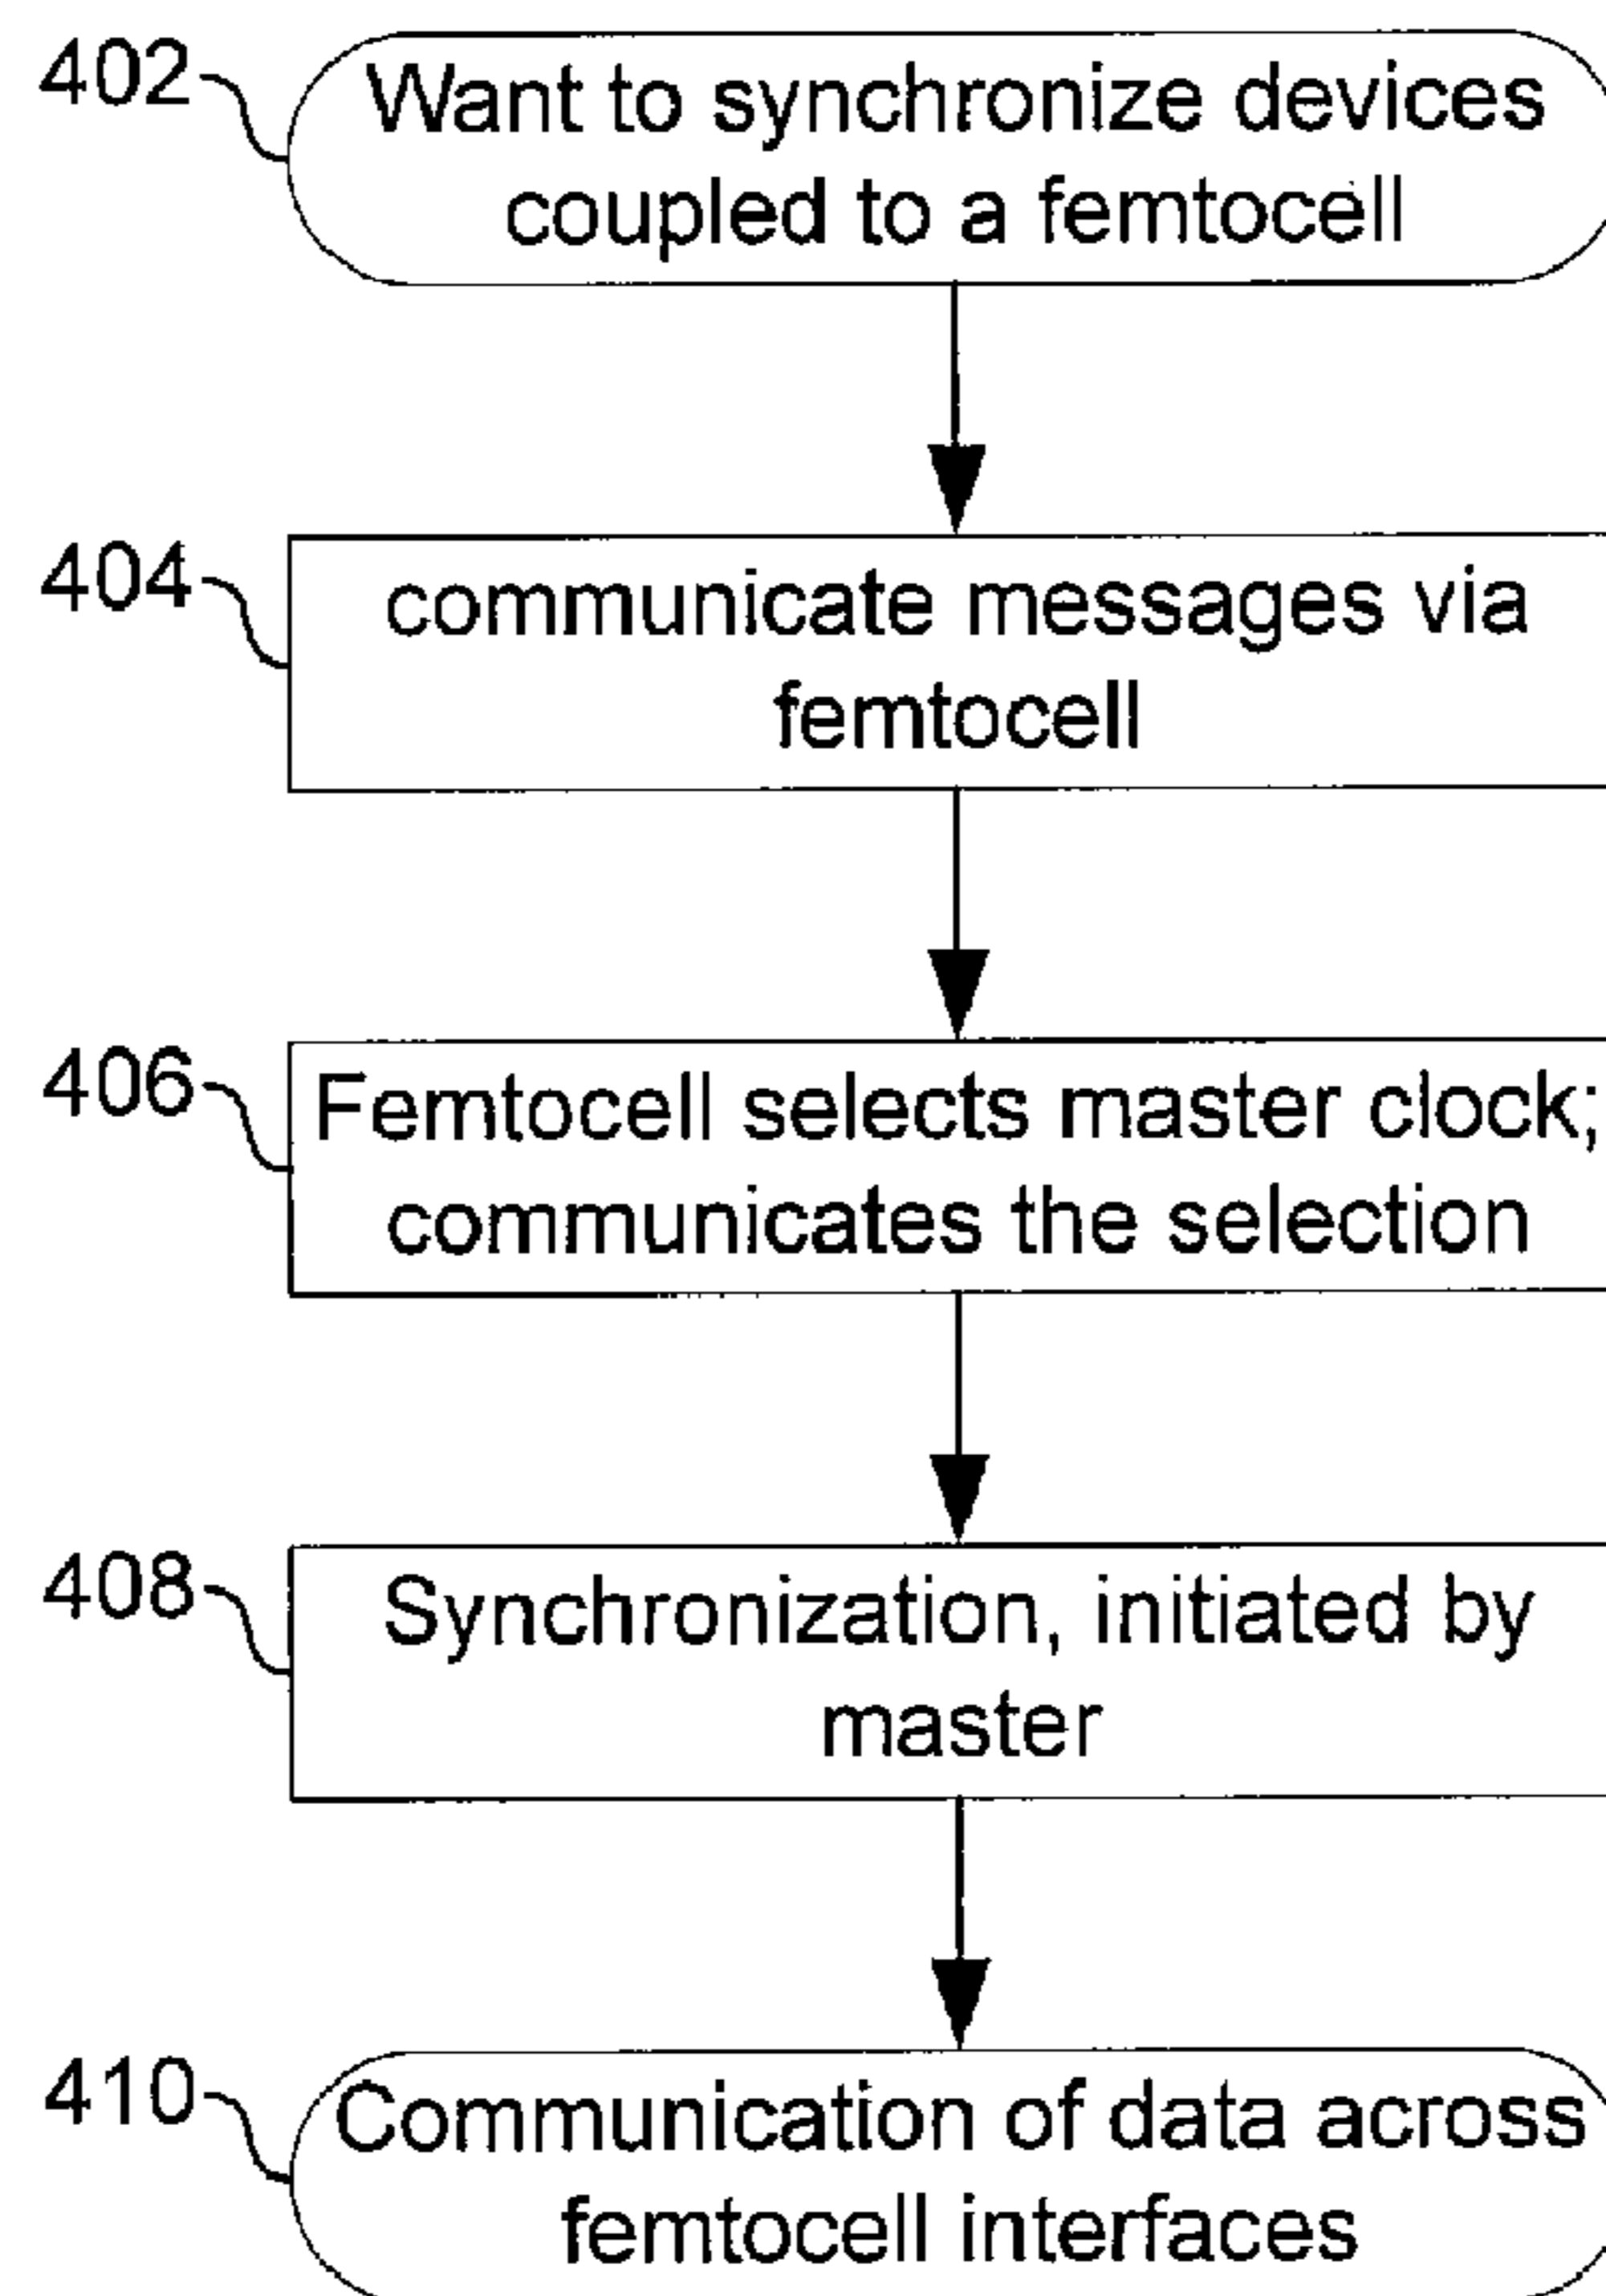 402
Want to synchronize devices
coupled to a femtocell
404
communicate messages via
femtocell
406
Femtocell selects master clock;
communicates the selection
408
Synchronization, initiated by
master
410
Communication of data across
femtocell interfaces